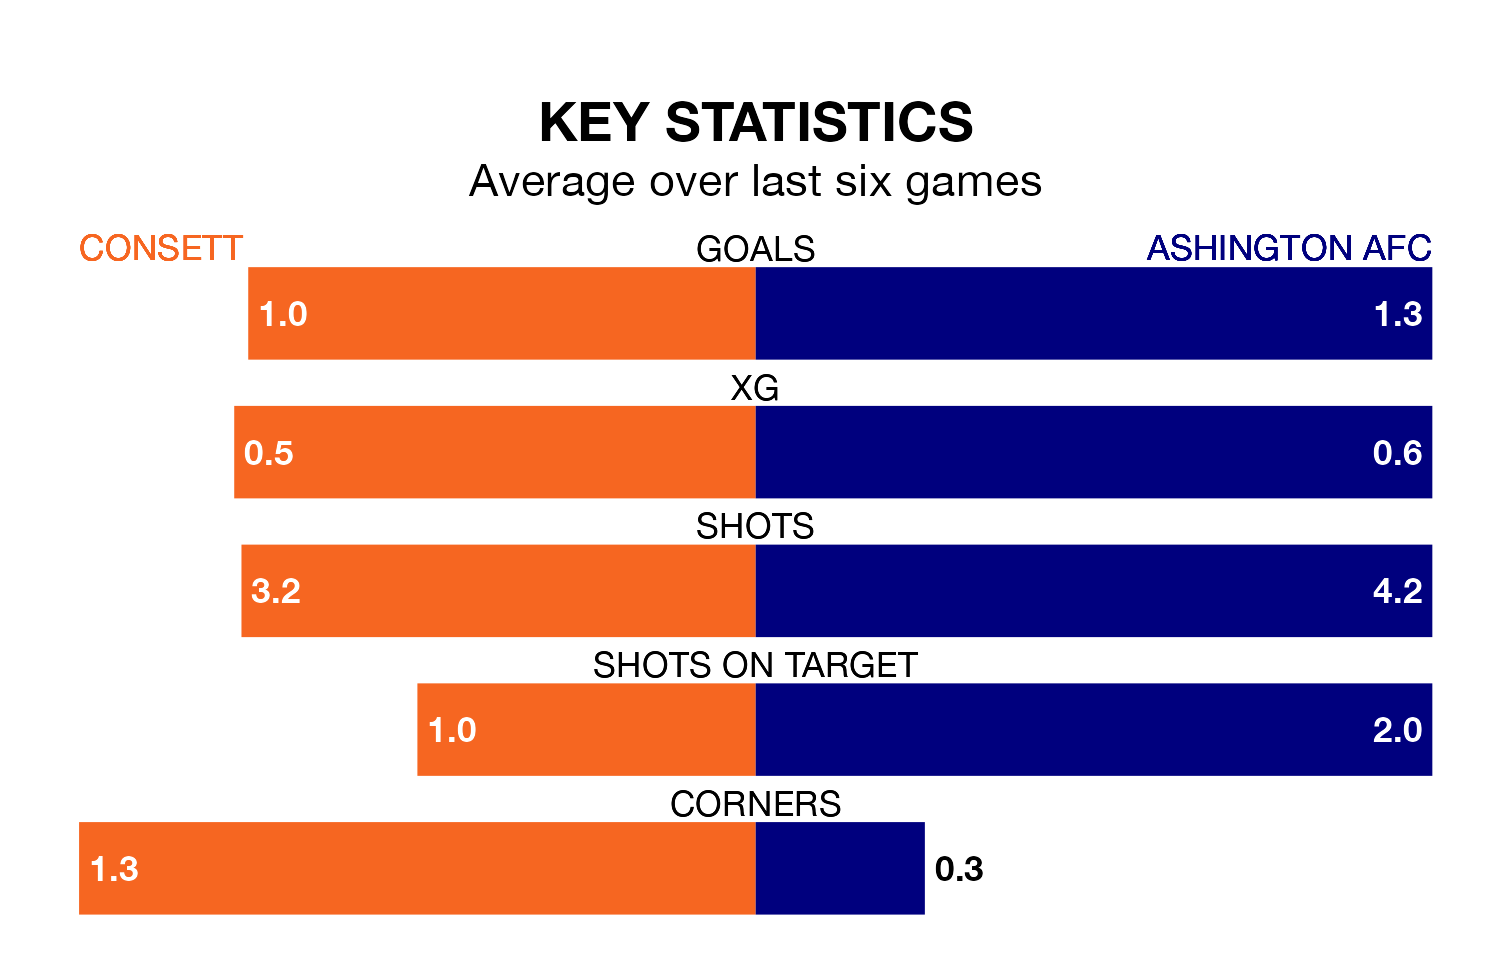 KEY STATISTICS
Average over last six games
CONSETT GOALS ASHINGTON AFC
1.0 1.3
XG
0.5 0.6
SHOTS
3.2 4.2
SHOTS ON TARGET
1.0 2.0
CORNERS
1.3 0.3